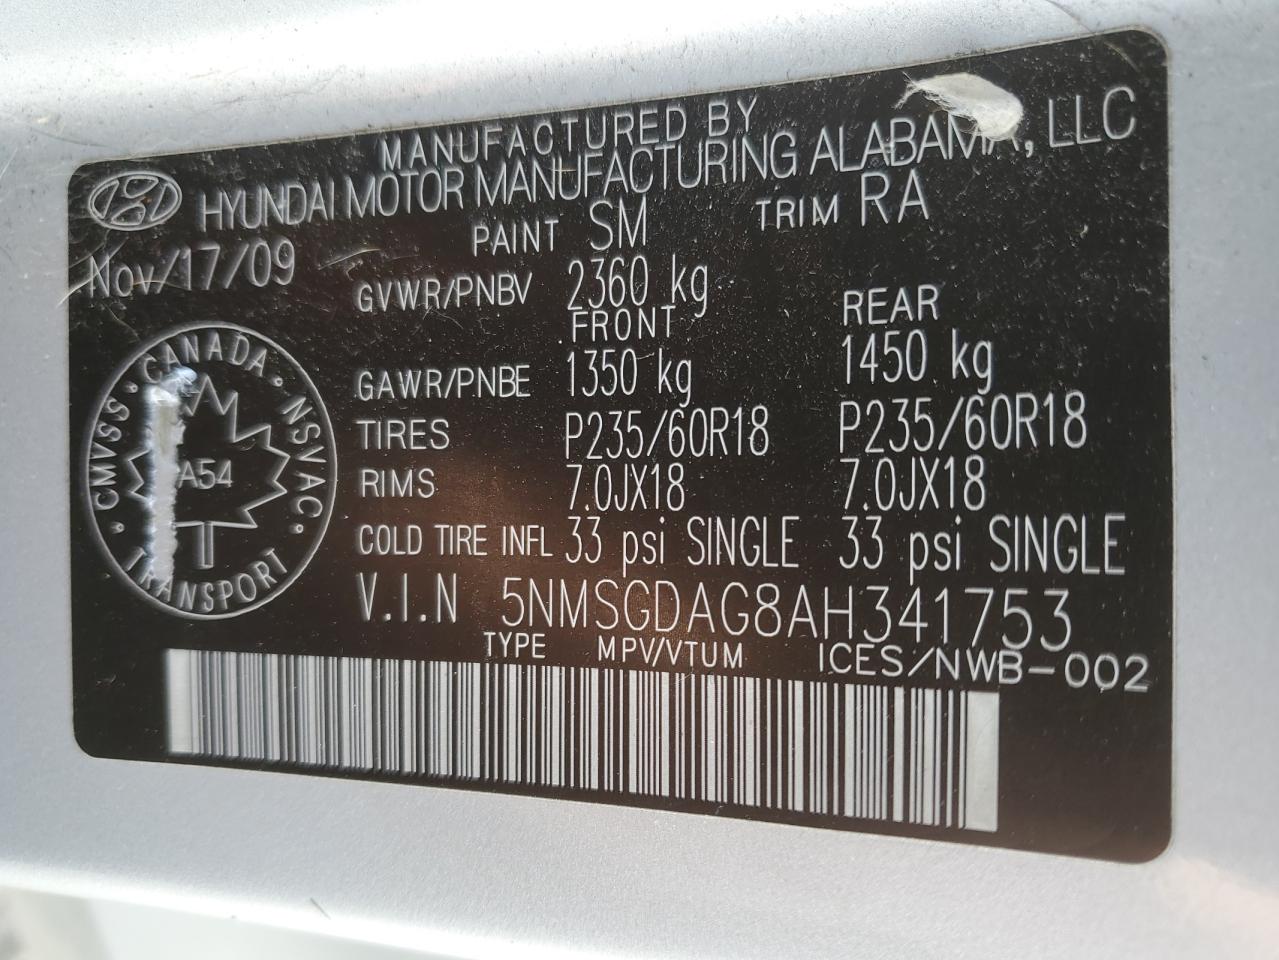 MANUFACTURED BY
HYUNDAI MOTOR MANUFACTURING ALABAMA, LLC
Nov/17/09 PAINT SM TRIM RA
GVWR/PNBV 2360 kg
FRONT REAR
GAWR/PNBE 1350 kg 1450 kg
TIRES P235/60R18 P235/60R18
RIMS 7.0JX18 7.0JX18
COLD TIRE INFL 33 psi SINGLE 33 psi SINGLE
V.I.N 5NMSGDAG8AH341753
TYPE MPV/VTUM ICES/NWB-002
CANADA · NSVAC · TRANSPORT · CMVSS ·
A54